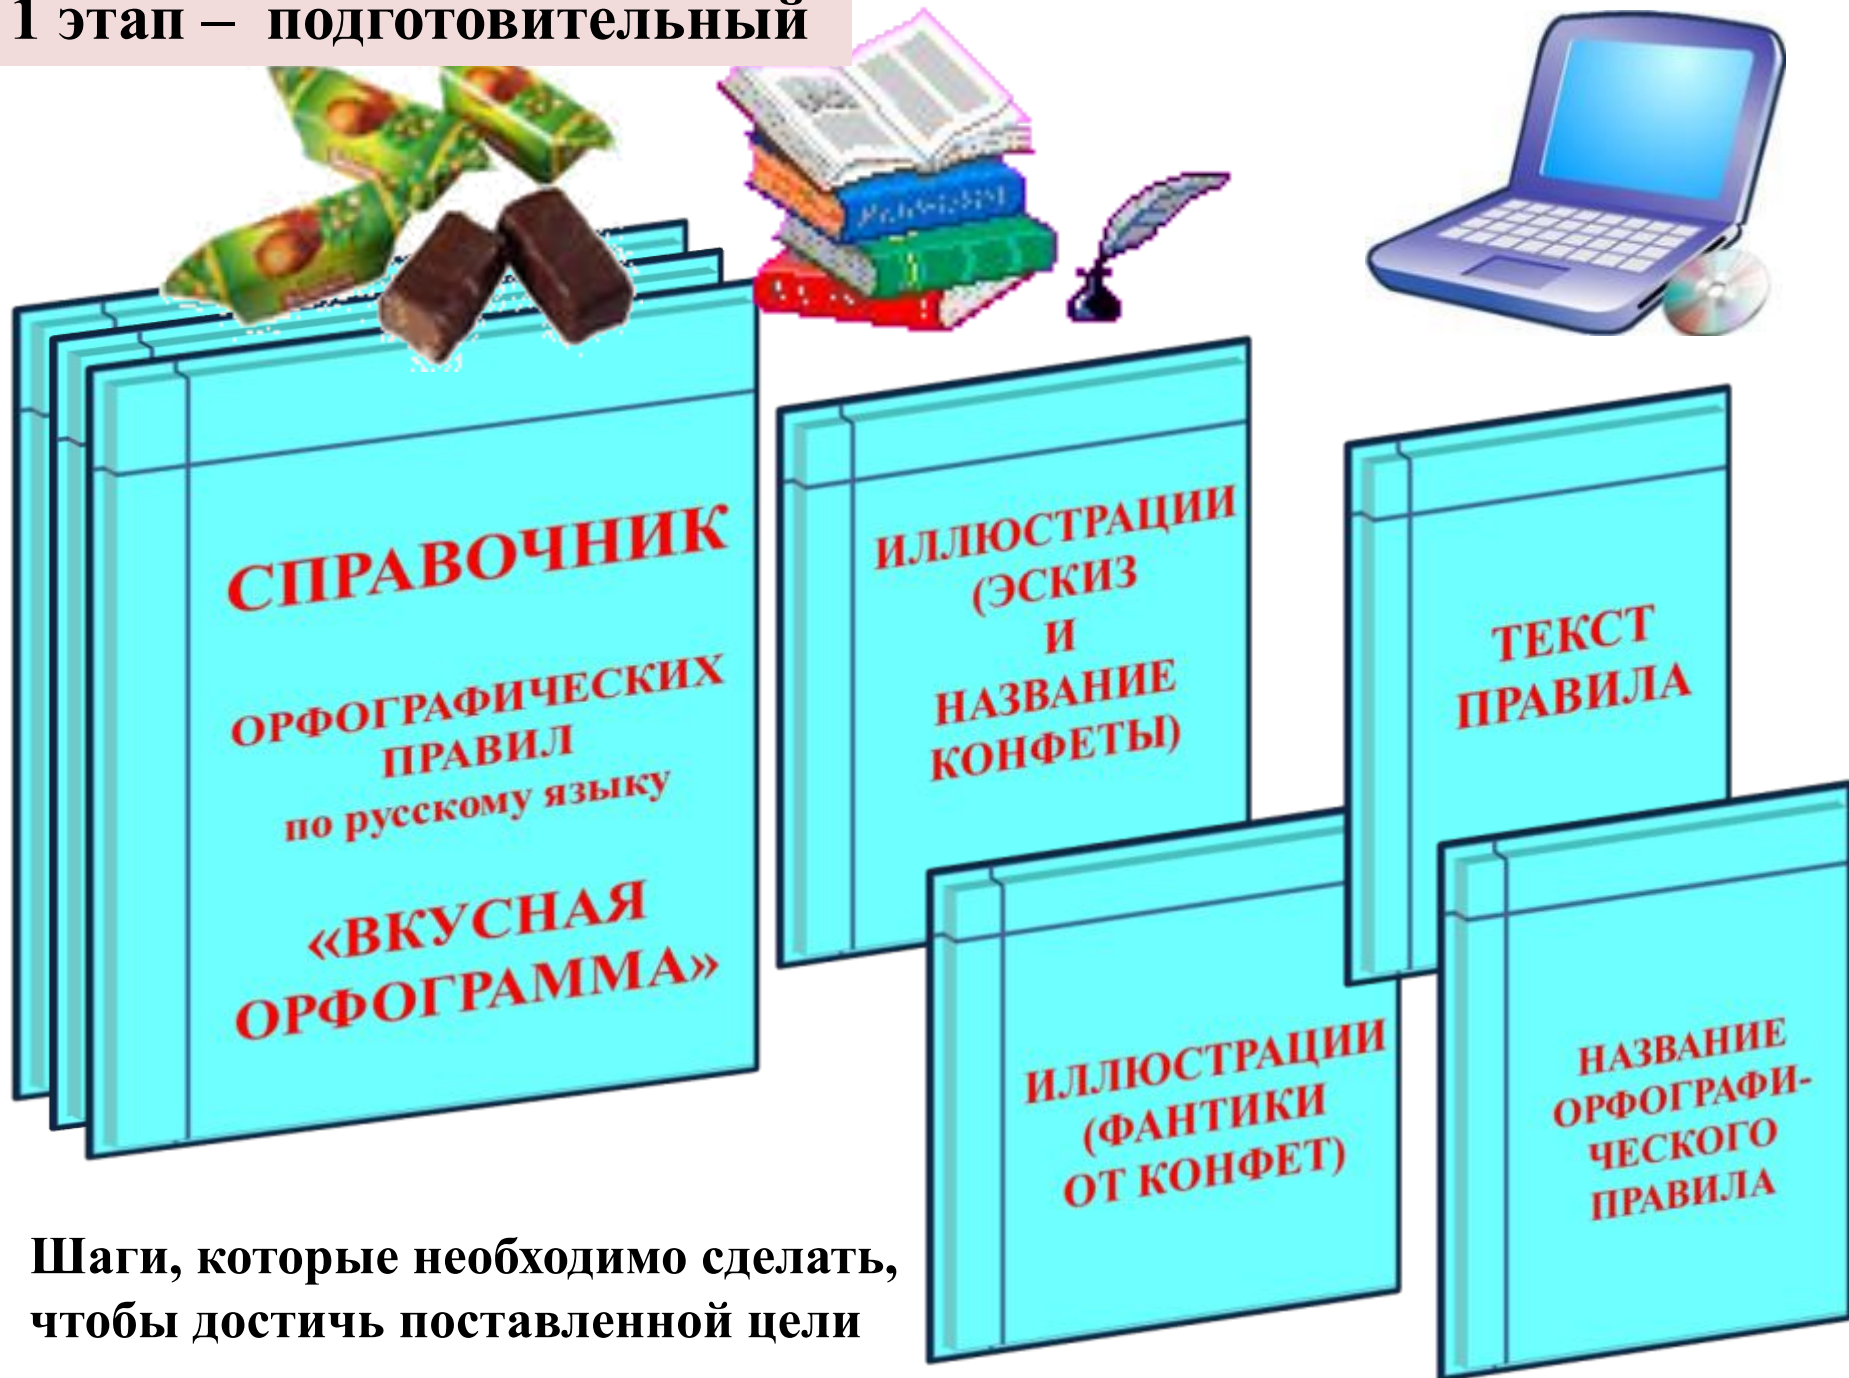 1 этап – подготовительный
СПРАВОЧНИК
ОРФОГРАФИЧЕСКИХ
ПРАВИЛ
по русскому языку
«ВКУСНАЯ
ОРФОГРАММА»
ИЛЛЮСТРАЦИИ
(ЭСКИЗ
И
НАЗВАНИЕ
КОНФЕТЫ)
ТЕКСТ
ПРАВИЛА
ИЛЛЮСТРАЦИИ
(ФАНТИКИ
ОТ КОНФЕТ)
НАЗВАНИЕ
ОРФОГРАФИ-
ЧЕСКОГО
ПРАВИЛА
Шаги, которые необходимо сделать,
чтобы достичь поставленной цели